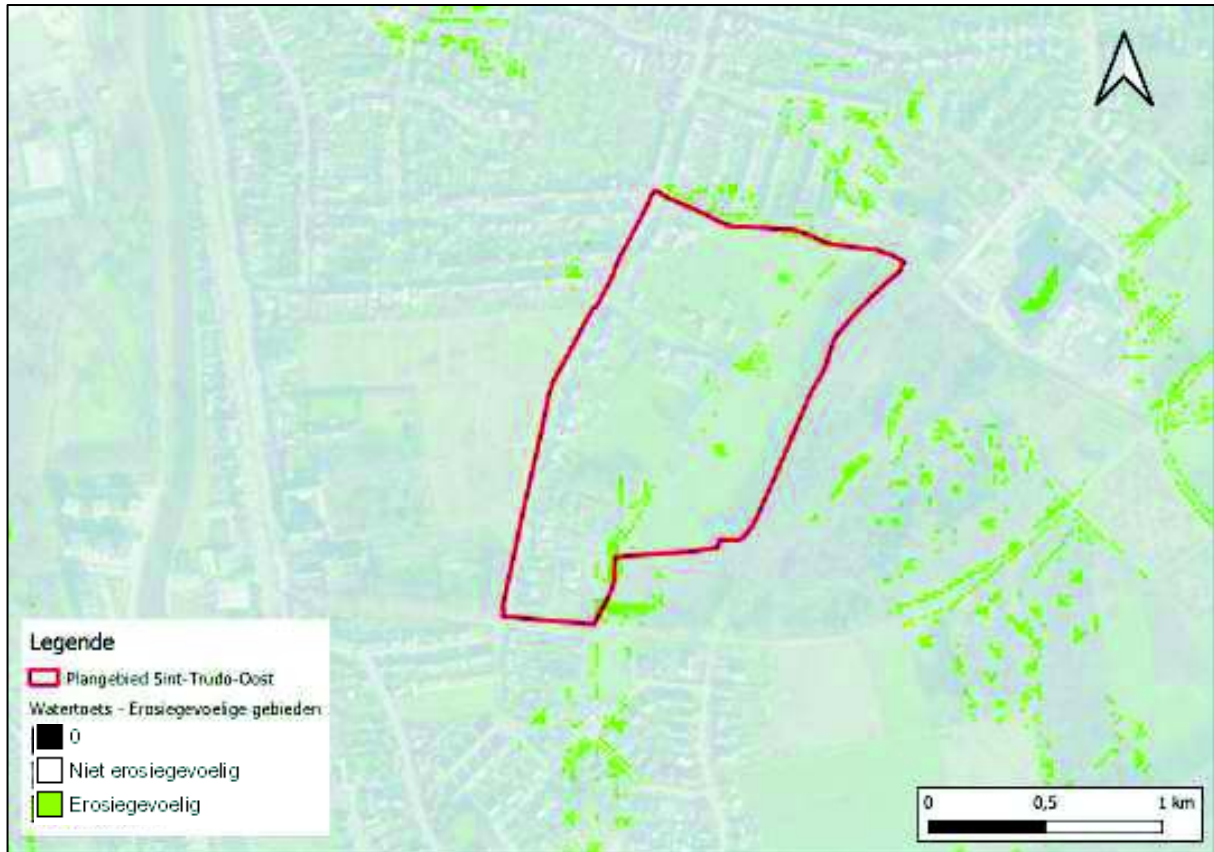 Legende
Plangebied Sint-Trudo-Oost
Watertoets - Erosiegevoelige gebieden
0
Niet erosiegevoelig
Erosiegevoelig
0 0,5 1 km